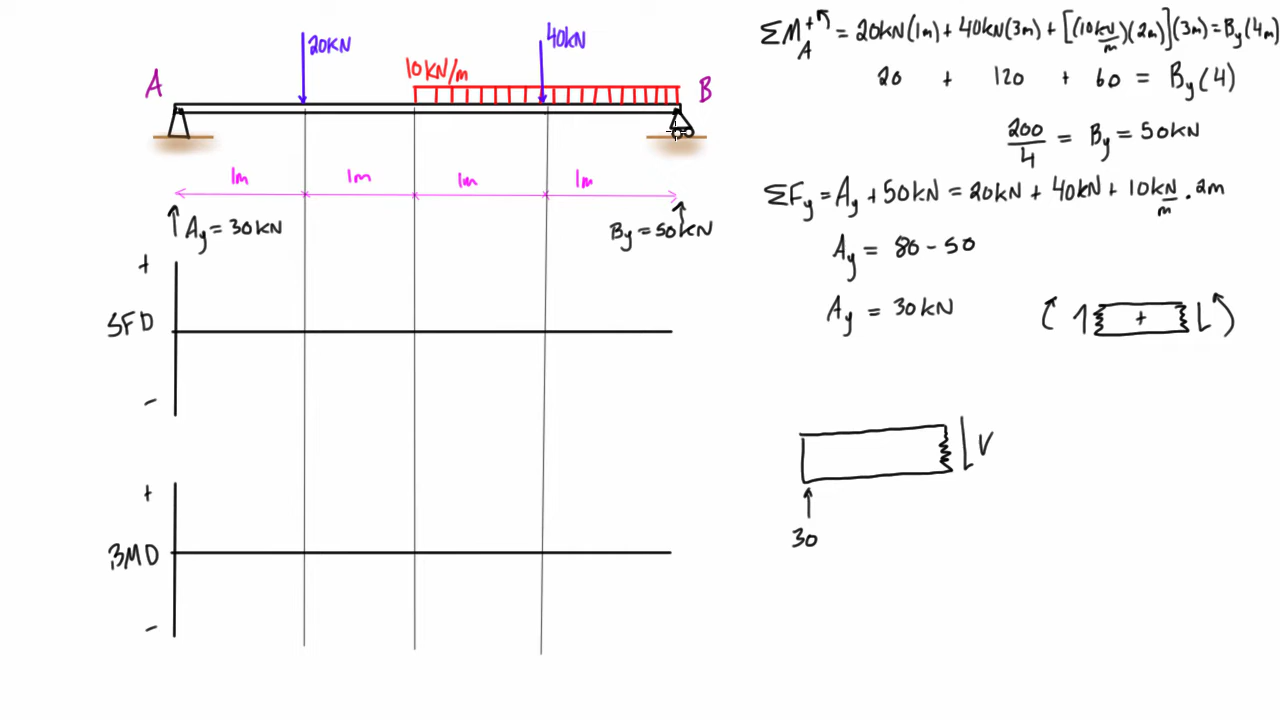 20KN
40KN
10KN/m
A
B
1m 1m 1m 1m
Ay = 30KN
By = 50KN
+
SFD
-
+
BMD
-
ΣM_A + = 20KN(1m) + 40KN(3m) + [(10KN/m)(2m)](3m) = By(4m)
20 + 120 + 60 = By(4)
200/4 = By = 50KN
ΣFy = Ay + 50KN = 20KN + 40KN + 10KN/m · 2m
Ay = 80 - 50
Ay = 30KN
+
V
30